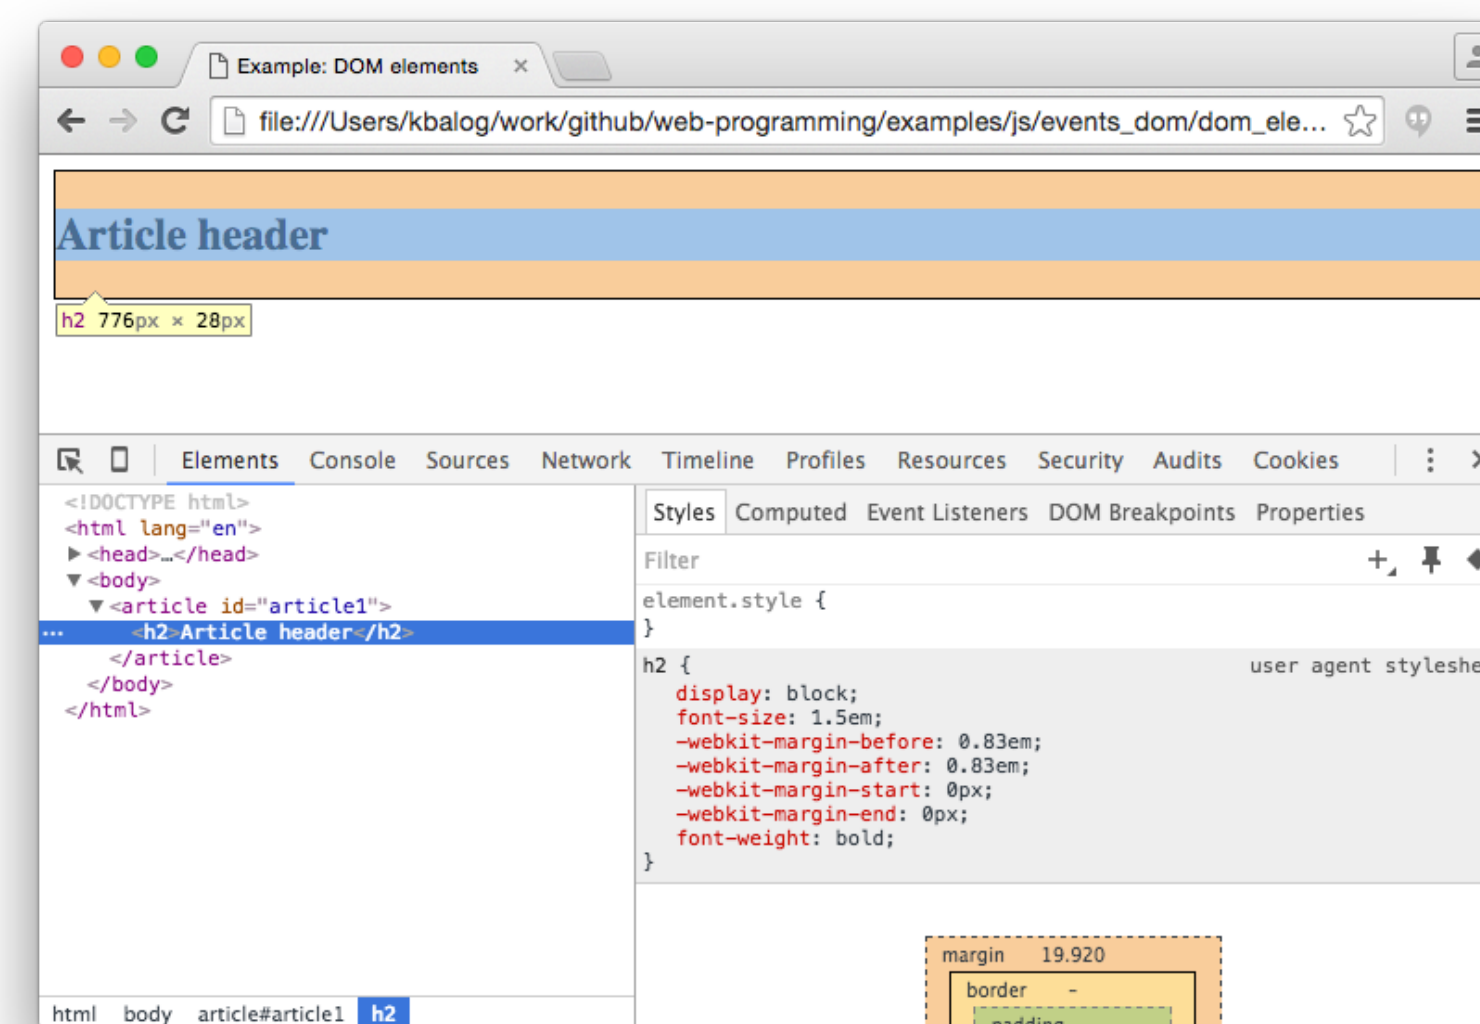 Example: DOM elements
file:///Users/kbalog/work/github/web-programming/examples/js/events_dom/dom_ele...
Article header
h2 776px × 28px
Elements Console Sources Network Timeline Profiles Resources Security Audits Cookies
<!DOCTYPE html>
<html lang="en">
<head>…</head>
<body>
<article id="article1">
<h2>Article header</h2>
</article>
</body>
</html>
html body article#article1 h2
Styles Computed Event Listeners DOM Breakpoints Properties
Filter
element.style {
}
h2 { user agent styleshe
display: block;
font-size: 1.5em;
-webkit-margin-before: 0.83em;
-webkit-margin-after: 0.83em;
-webkit-margin-start: 0px;
-webkit-margin-end: 0px;
font-weight: bold;
}
margin 19.920
border -
padding